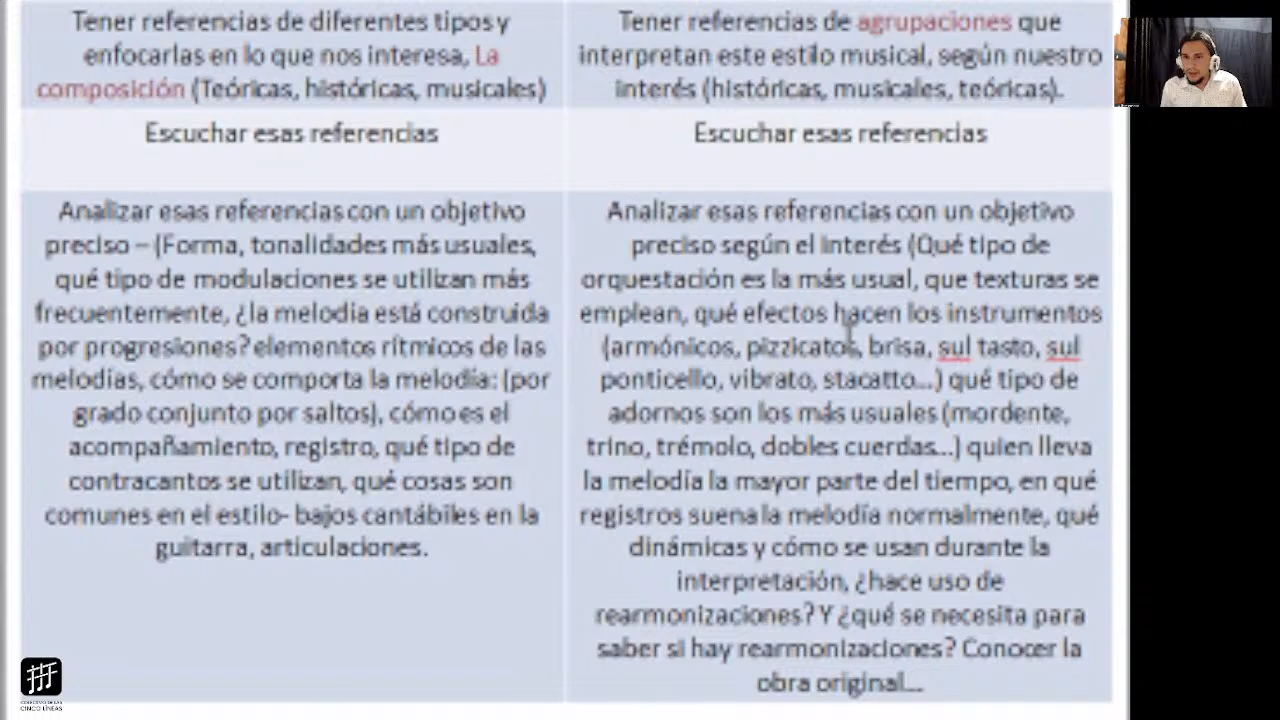 Tener referencias de diferentes tipos y
enfocarlas en lo que nos interesa, La
composición (Teóricas, históricas, musicales)
Tener referencias de agrupaciones que
interpretan este estilo musical, según nuestro
interés (históricas, musicales, teóricas).
Escuchar esas referencias
Escuchar esas referencias
Analizar esas referencias con un objetivo
preciso – (Forma, tonalidades más usuales,
qué tipo de modulaciones se utilizan más
frecuentemente, ¿la melodía está construida
por progresiones? elementos rítmicos de las
melodías, cómo se comporta la melodía: (por
grado conjunto por saltos), cómo es el
acompañamiento, registro, qué tipo de
contracantos se utilizan, qué cosas son
comunes en el estilo- bajos cantábiles en la
guitarra, articulaciones.
Analizar esas referencias con un objetivo
preciso según el interés (Qué tipo de
orquestación es la más usual, que texturas se
emplean, qué efectos hacen los instrumentos
(armónicos, pizzicatos, brisa, sul tasto, sul
ponticello, vibrato, stacatto...) qué tipo de
adornos son los más usuales (mordente,
trino, trémolo, dobles cuerdas...) quien lleva
la melodía la mayor parte del tiempo, en qué
registros suena la melodía normalmente, qué
dinámicas y cómo se usan durante la
interpretación, ¿hace uso de
rearmonizaciones? Y ¿qué se necesita para
saber si hay rearmonizaciones? Conocer la
obra original...
COLECTIVO DE LAS
CINCO LÍNEAS